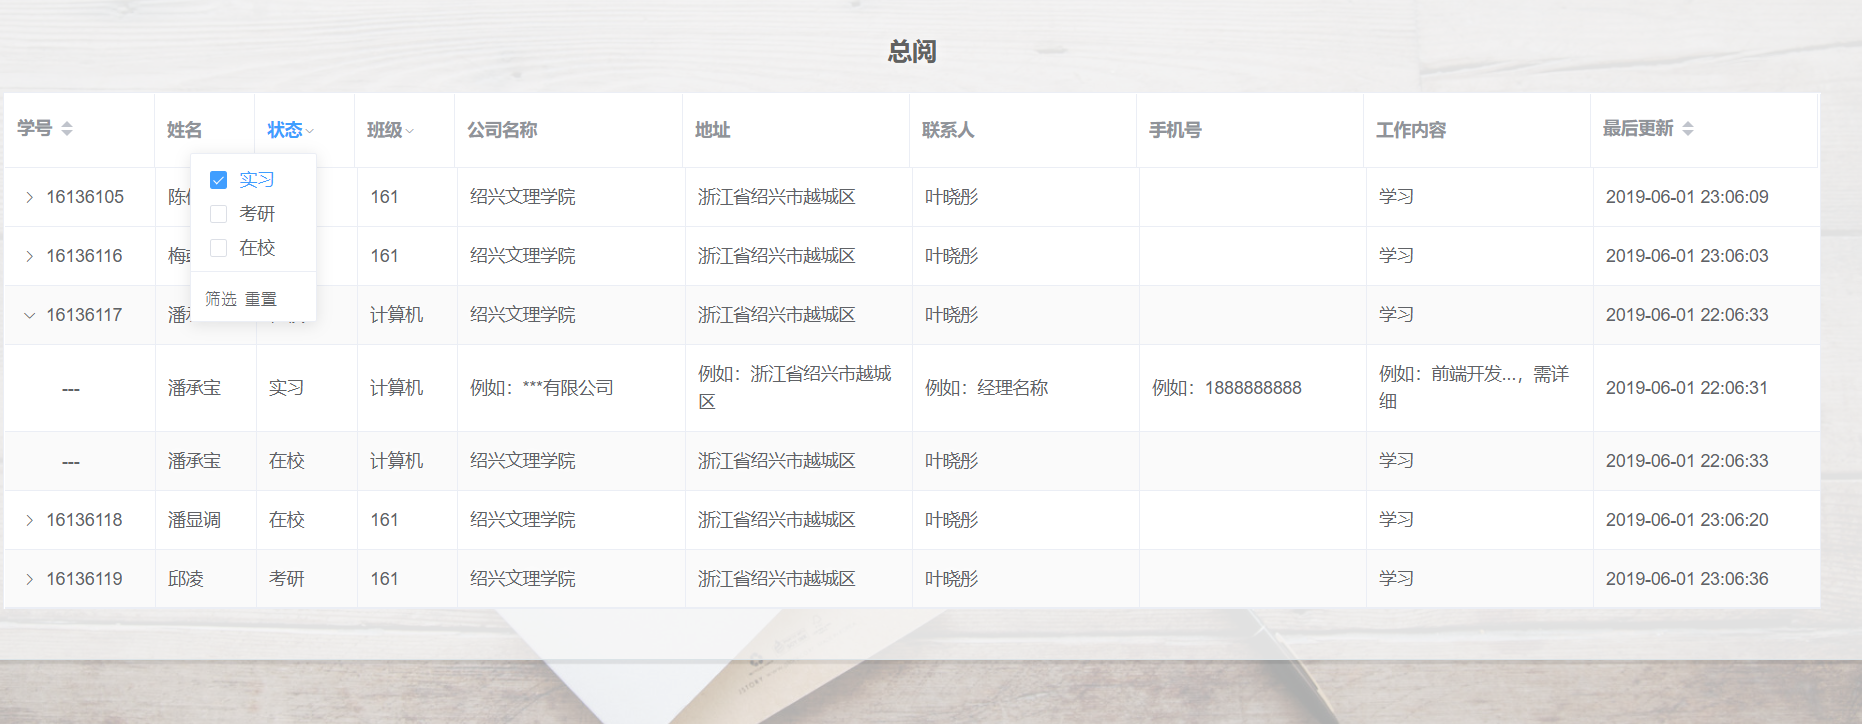 总阅
学号 姓名 状态 班级 公司名称 地址 联系人 手机号 工作内容 最后更新
实习
考研
在校
筛选 重置
16136105 陈 161 绍兴文理学院 浙江省绍兴市越城区 叶晓彤 学习 2019-06-01 23:06:09
16136116 梅 161 绍兴文理学院 浙江省绍兴市越城区 叶晓彤 学习 2019-06-01 23:06:03
16136117 潘 计算机 绍兴文理学院 浙江省绍兴市越城区 叶晓彤 学习 2019-06-01 22:06:33
--- 潘承宝 实习 计算机 例如：***有限公司 例如：浙江省绍兴市越城区 例如：经理名称 例如：1888888888 例如：前端开发...，需详细 2019-06-01 22:06:31
--- 潘承宝 在校 计算机 绍兴文理学院 浙江省绍兴市越城区 叶晓彤 学习 2019-06-01 22:06:33
16136118 潘显调 在校 161 绍兴文理学院 浙江省绍兴市越城区 叶晓彤 学习 2019-06-01 23:06:20
16136119 邱凌 考研 161 绍兴文理学院 浙江省绍兴市越城区 叶晓彤 学习 2019-06-01 23:06:36